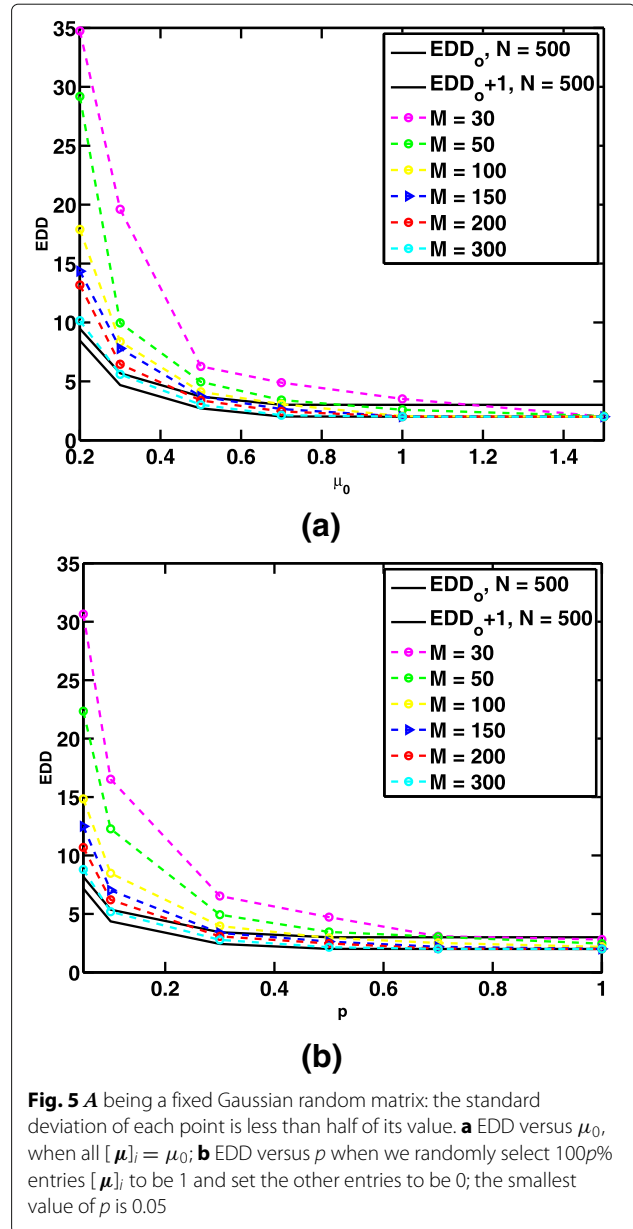 35
30
25
20
15
10
5
0
EDD
0.2
0.4
0.6
0.8
1
1.2
1.4
μ₀
EDDₒ, N = 500
EDDₒ+1, N = 500
M = 30
M = 50
M = 100
M = 150
M = 200
M = 300
(a)
35
30
25
20
15
10
5
0
EDD
0.2
0.4
0.6
0.8
1
p
EDDₒ, N = 500
EDDₒ+1, N = 500
M = 30
M = 50
M = 100
M = 150
M = 200
M = 300
(b)
Fig. 5 A being a fixed Gaussian random matrix: the standard
deviation of each point is less than half of its value. a EDD versus μ₀,
when all [μ]ᵢ = μ₀; b EDD versus p when we randomly select 100p%
entries [μ]ᵢ to be 1 and set the other entries to be 0; the smallest
value of p is 0.05